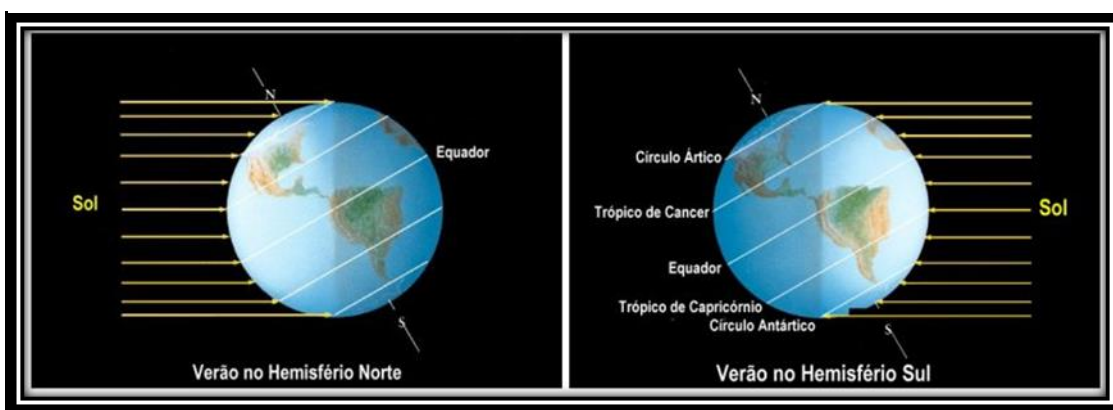 N
Equador
Sol
S
Verão no Hemisfério Norte
N
Círculo Ártico
Trópico de Cancer
Sol
Equador
Trópico de Capricórnio
Círculo Antártico
S
Verão no Hemisfério Sul